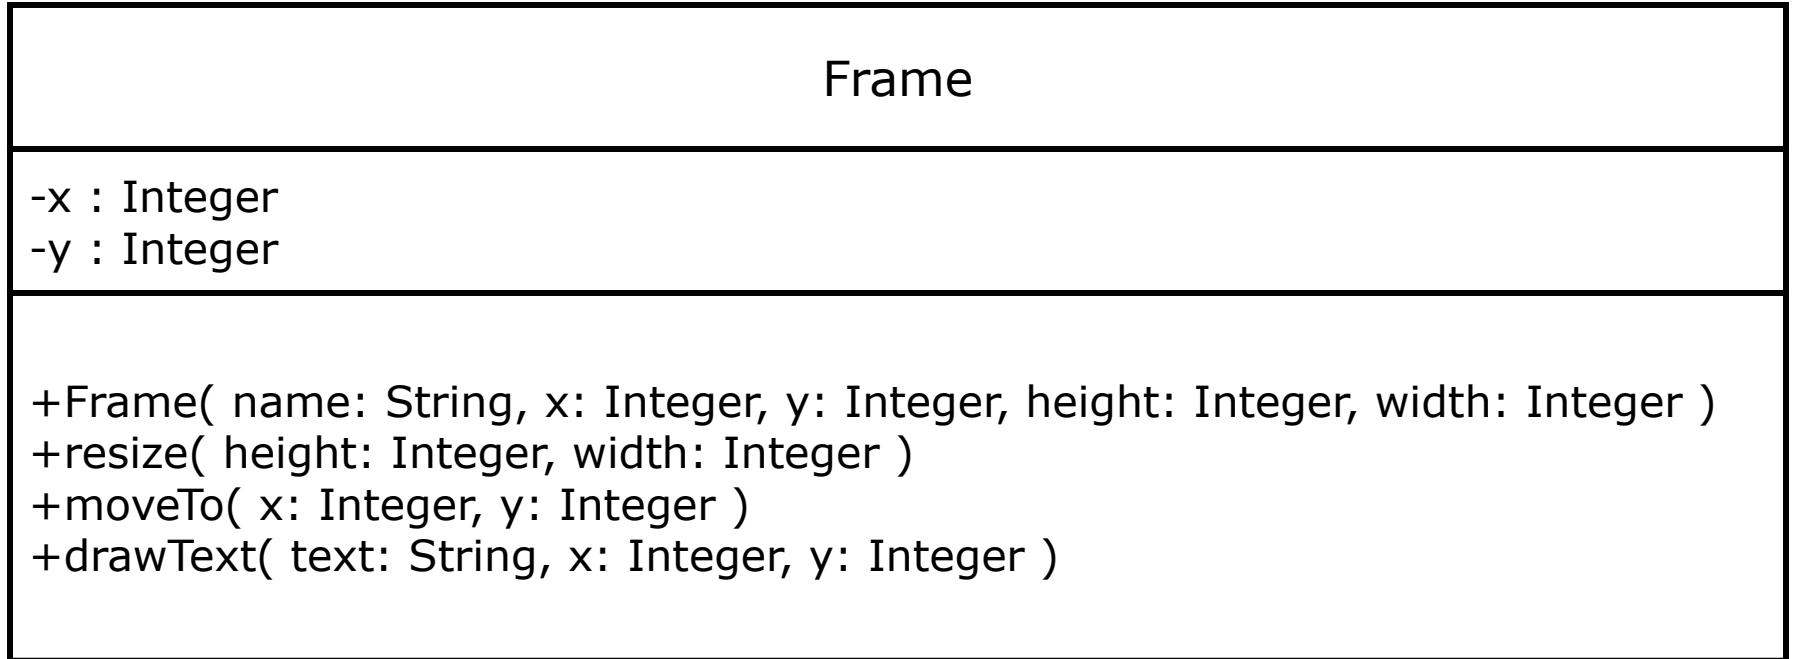 Frame
-x : Integer
-y : Integer
+Frame( name: String, x: Integer, y: Integer, height: Integer, width: Integer )
+resize( height: Integer, width: Integer )
+moveTo( x: Integer, y: Integer )
+drawText( text: String, x: Integer, y: Integer )